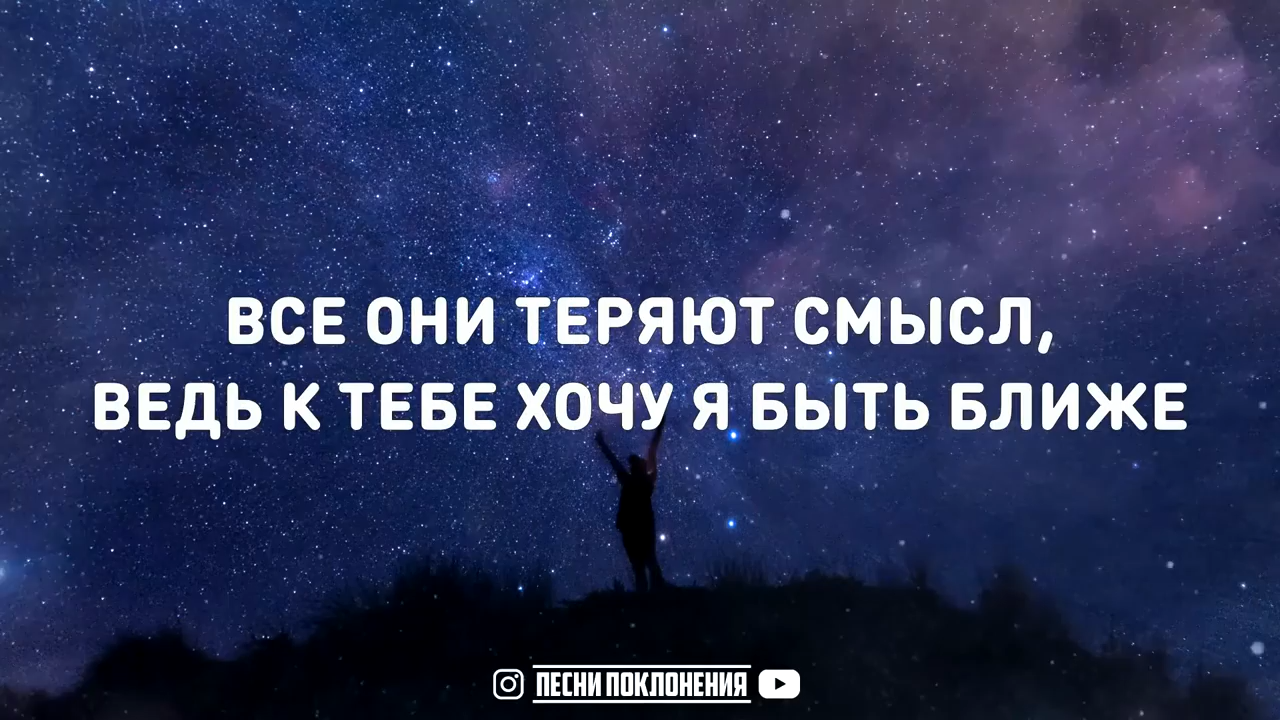 ВСЕ ОНИ ТЕРЯЮТ СМЫСЛ,
ВЕДЬ К ТЕБЕ ХОЧУ Я БЫТЬ БЛИЖЕ
ПЕСНИ ПОКЛОНЕНИЯ